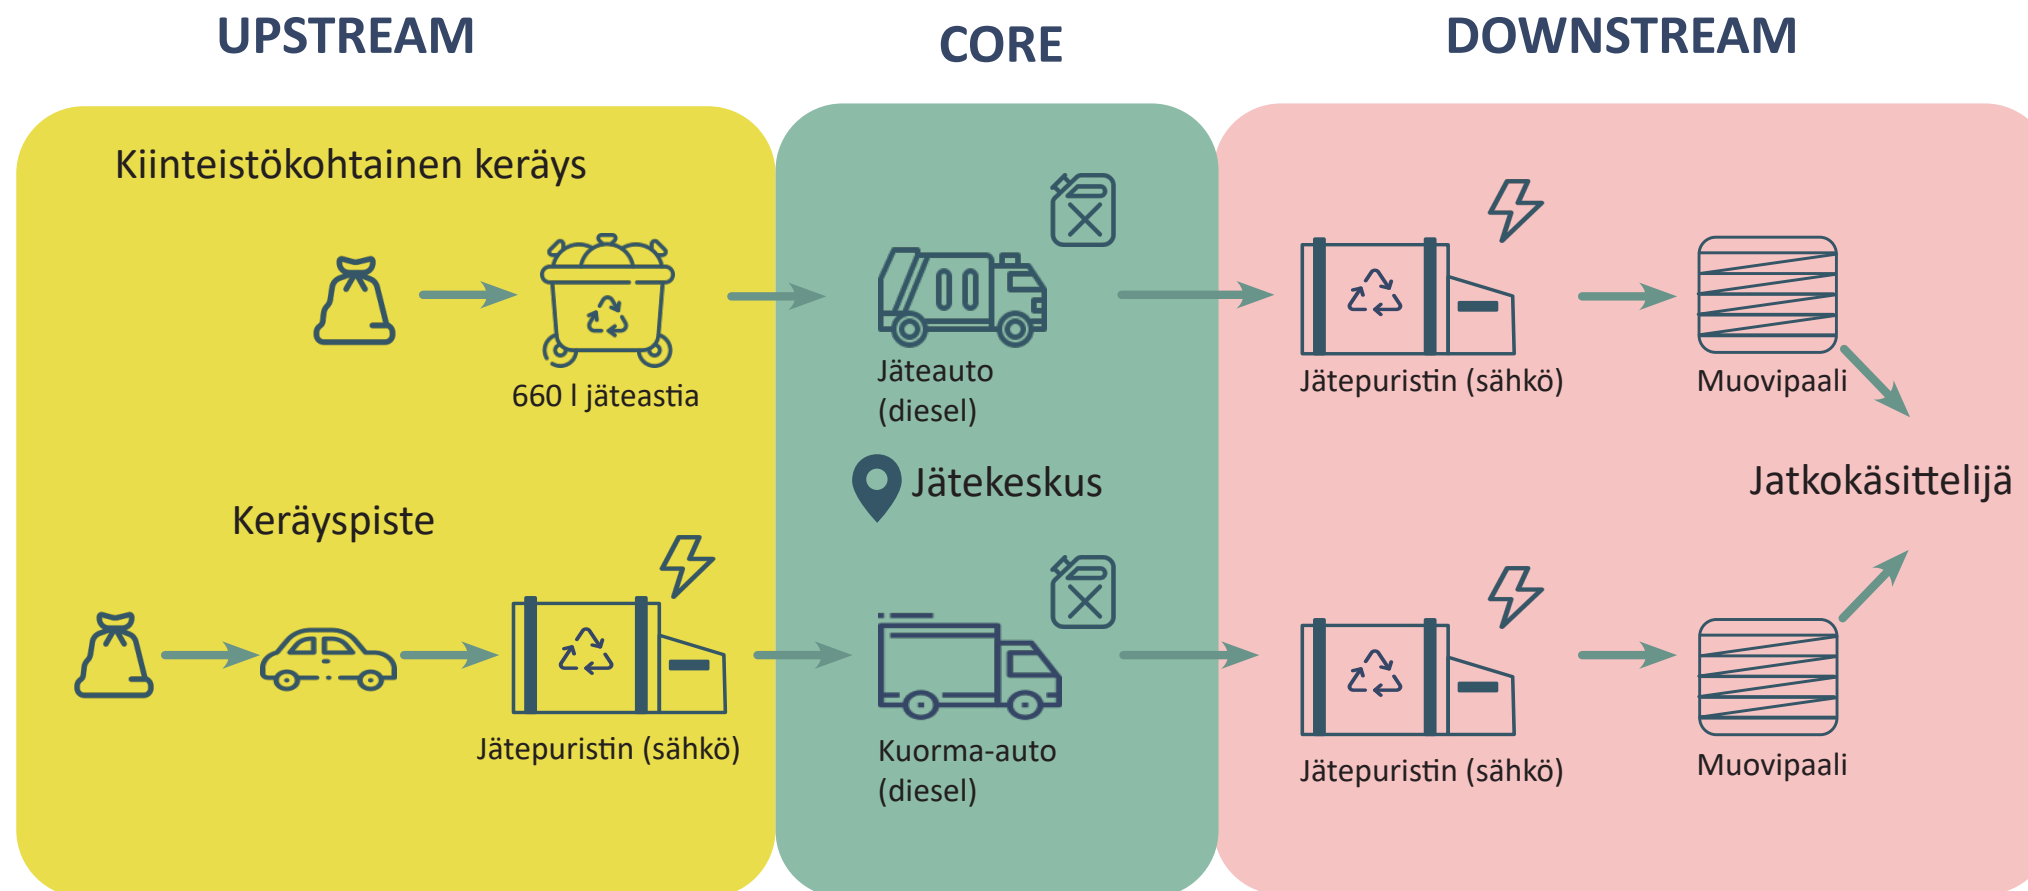 UPSTREAM
CORE
DOWNSTREAM
Kiinteistökohtainen keräys
660 l jäteastia
Jäteauto
(diesel)
Jätepuristin (sähkö)
Muovipaali
Jätekeskus
Jatkokäsittelijä
Keräyspiste
Jätepuristin (sähkö)
Kuorma-auto
(diesel)
Jätepuristin (sähkö)
Muovipaali